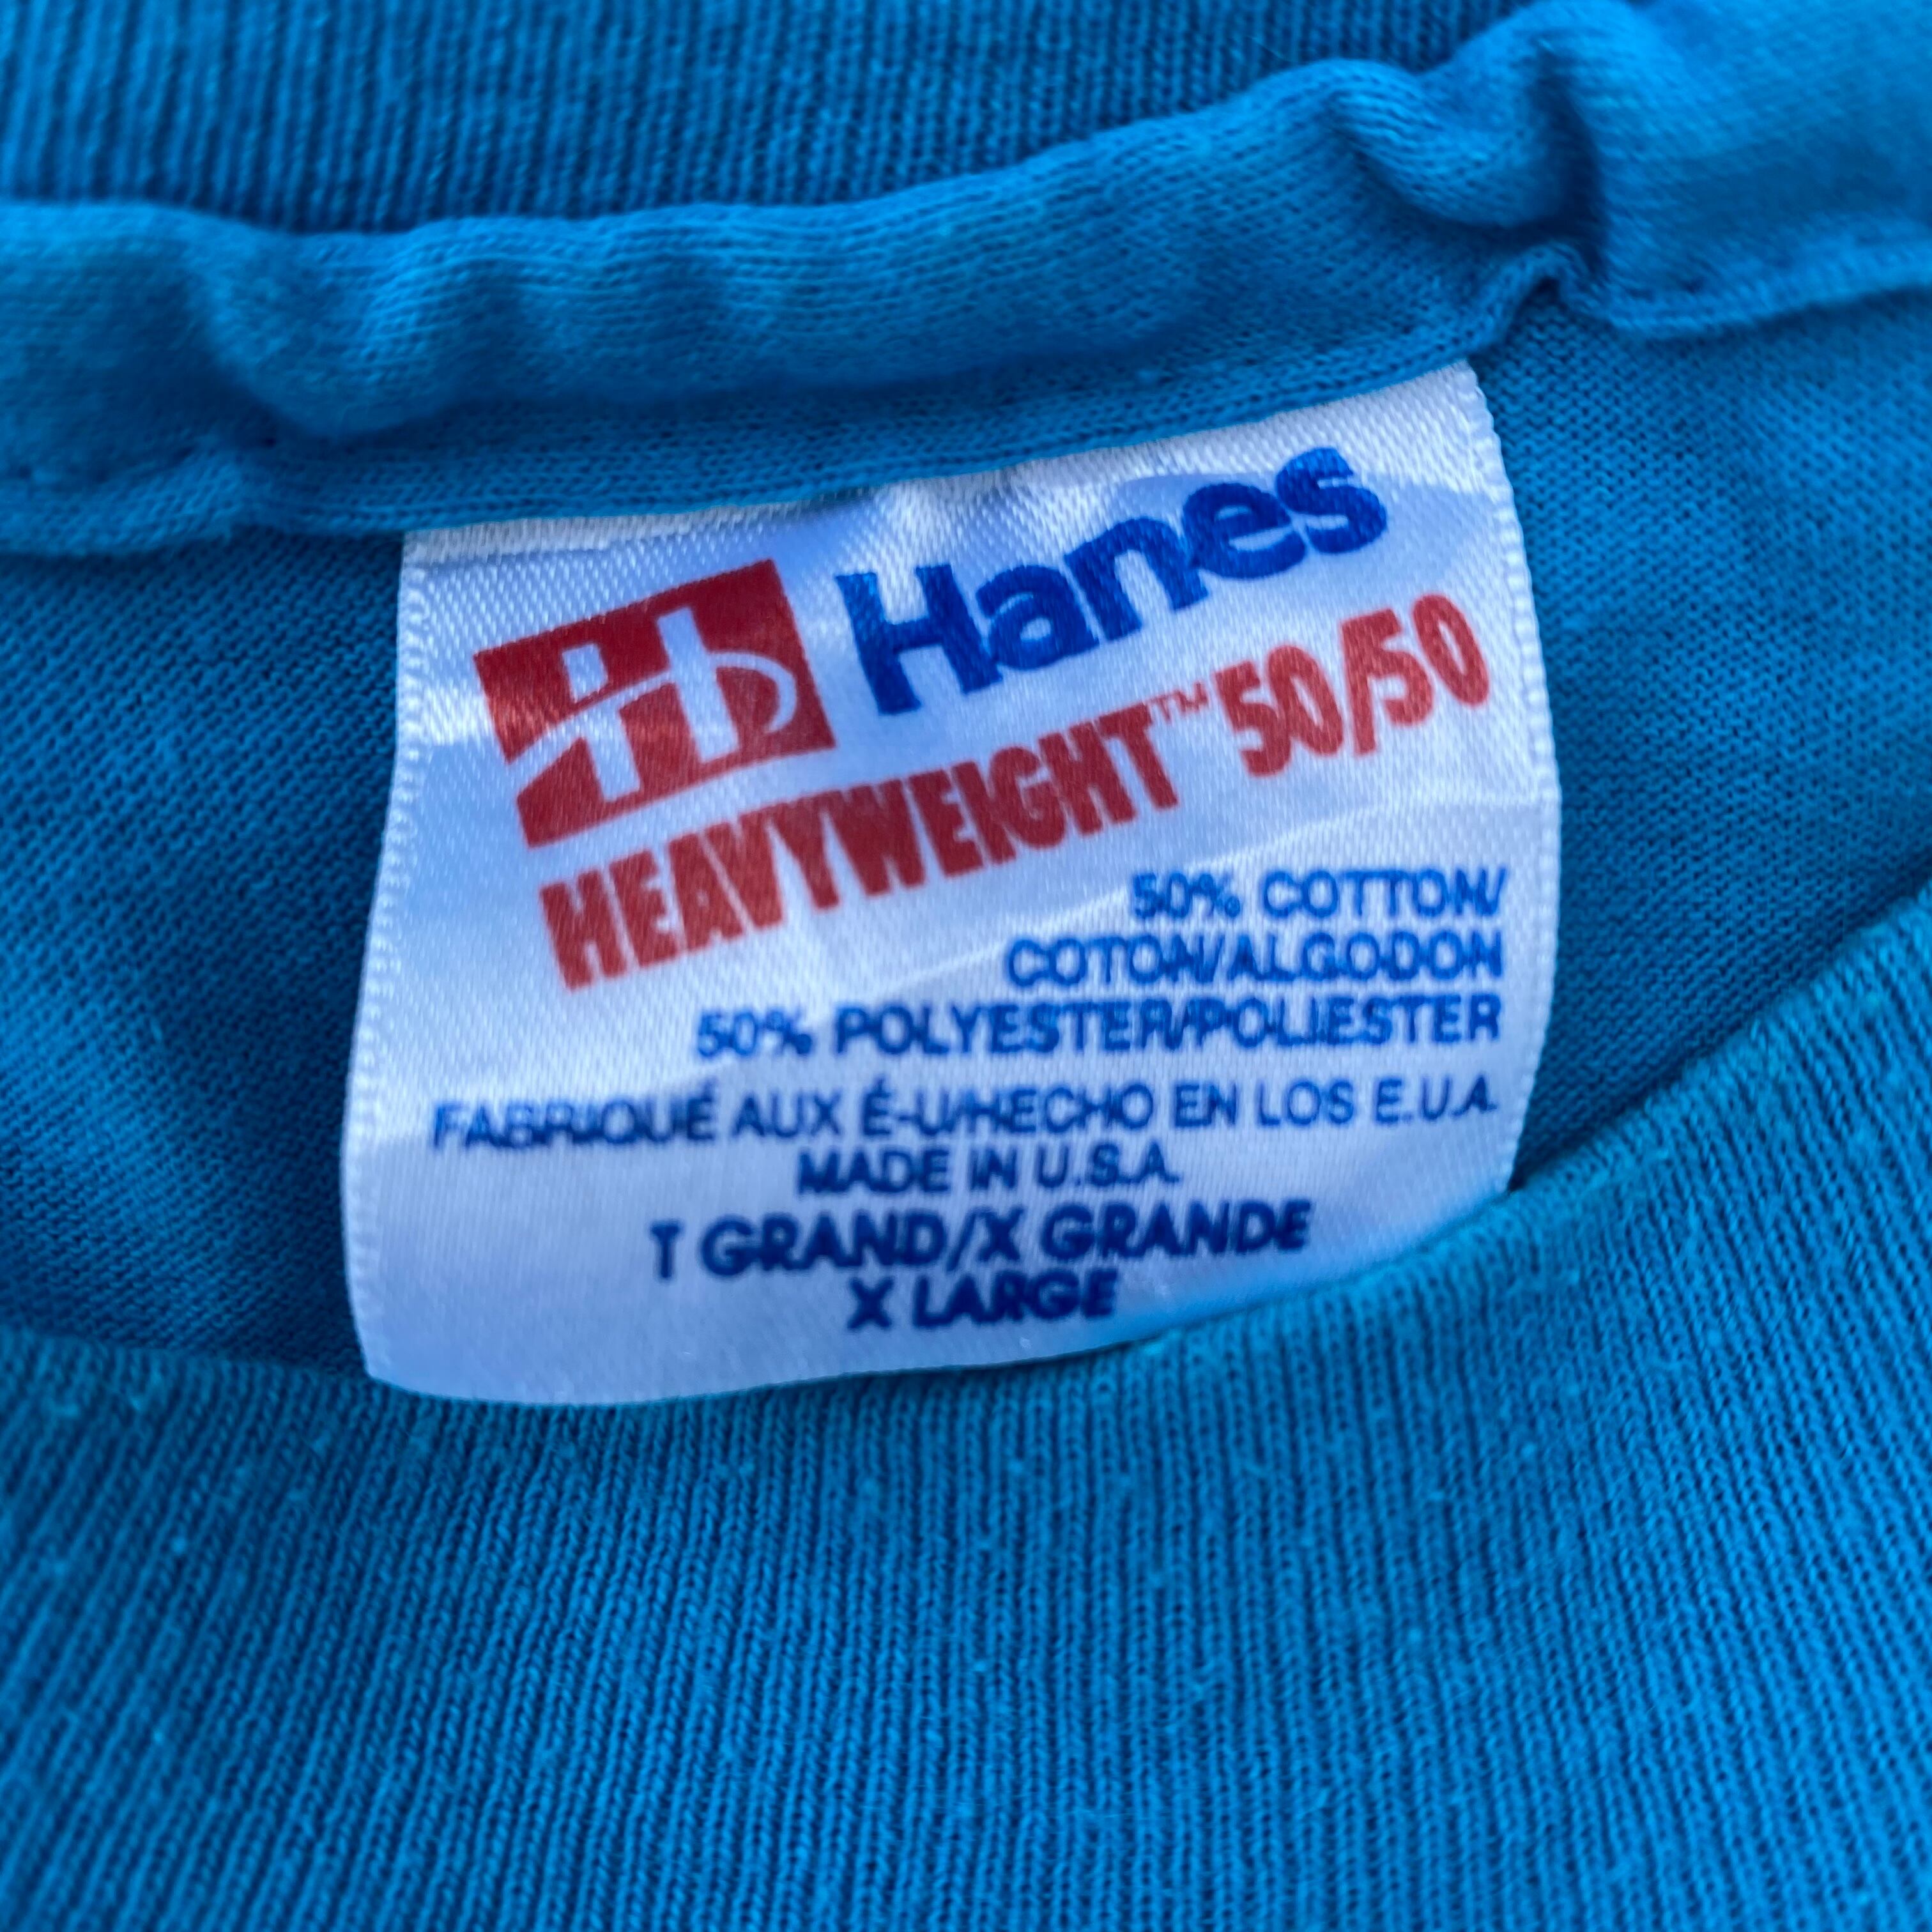 Hanes
HEAVYWEIGHT™ 50/50
50% COTTON/
COTON/ALGODON
50% POLYESTER/POLIESTER
FABRIQUÉ AUX É-U/HECHO EN LOS E.U.A.
MADE IN U.S.A.
T GRAND/X GRANDE
X LARGE